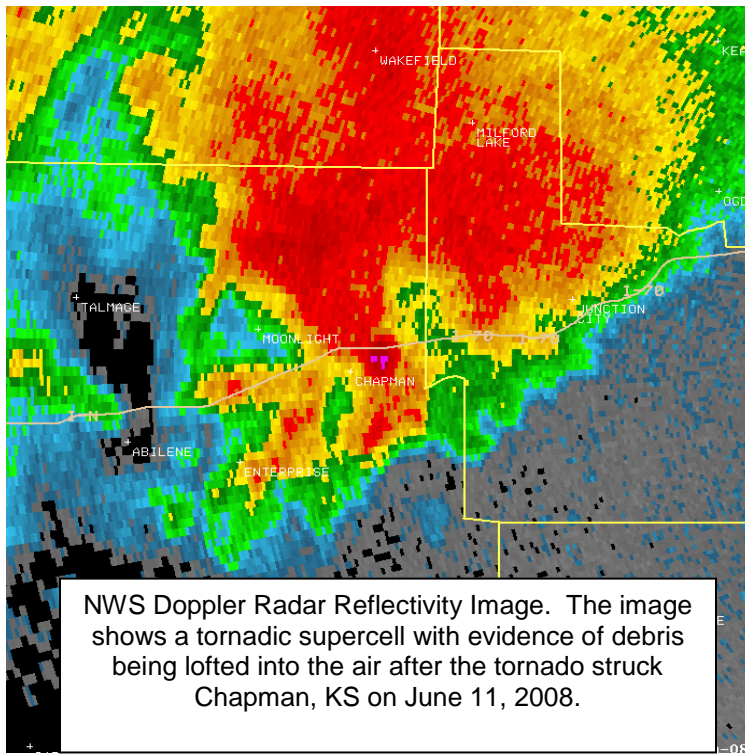 WAKEFIELD
MILFORD
LAKE
TALMAGE
I-70
JUNCTION
CITY
MOONLIGHT
I-70
I-70
CHAPMAN
ABILENE
ENTERPRISE
NWS Doppler Radar Reflectivity Image. The image
shows a tornadic supercell with evidence of debris
being lofted into the air after the tornado struck
Chapman, KS on June 11, 2008.